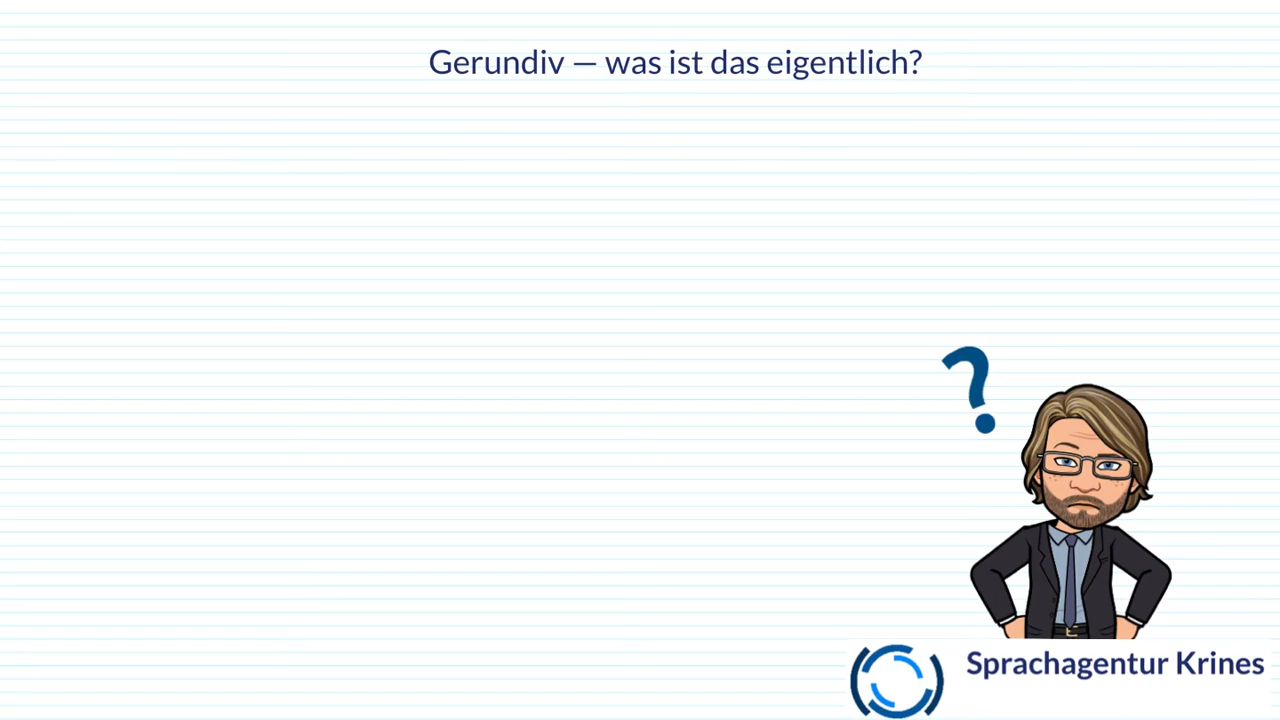 Gerundiv — was ist das eigentlich?
?
Sprachagentur Krines